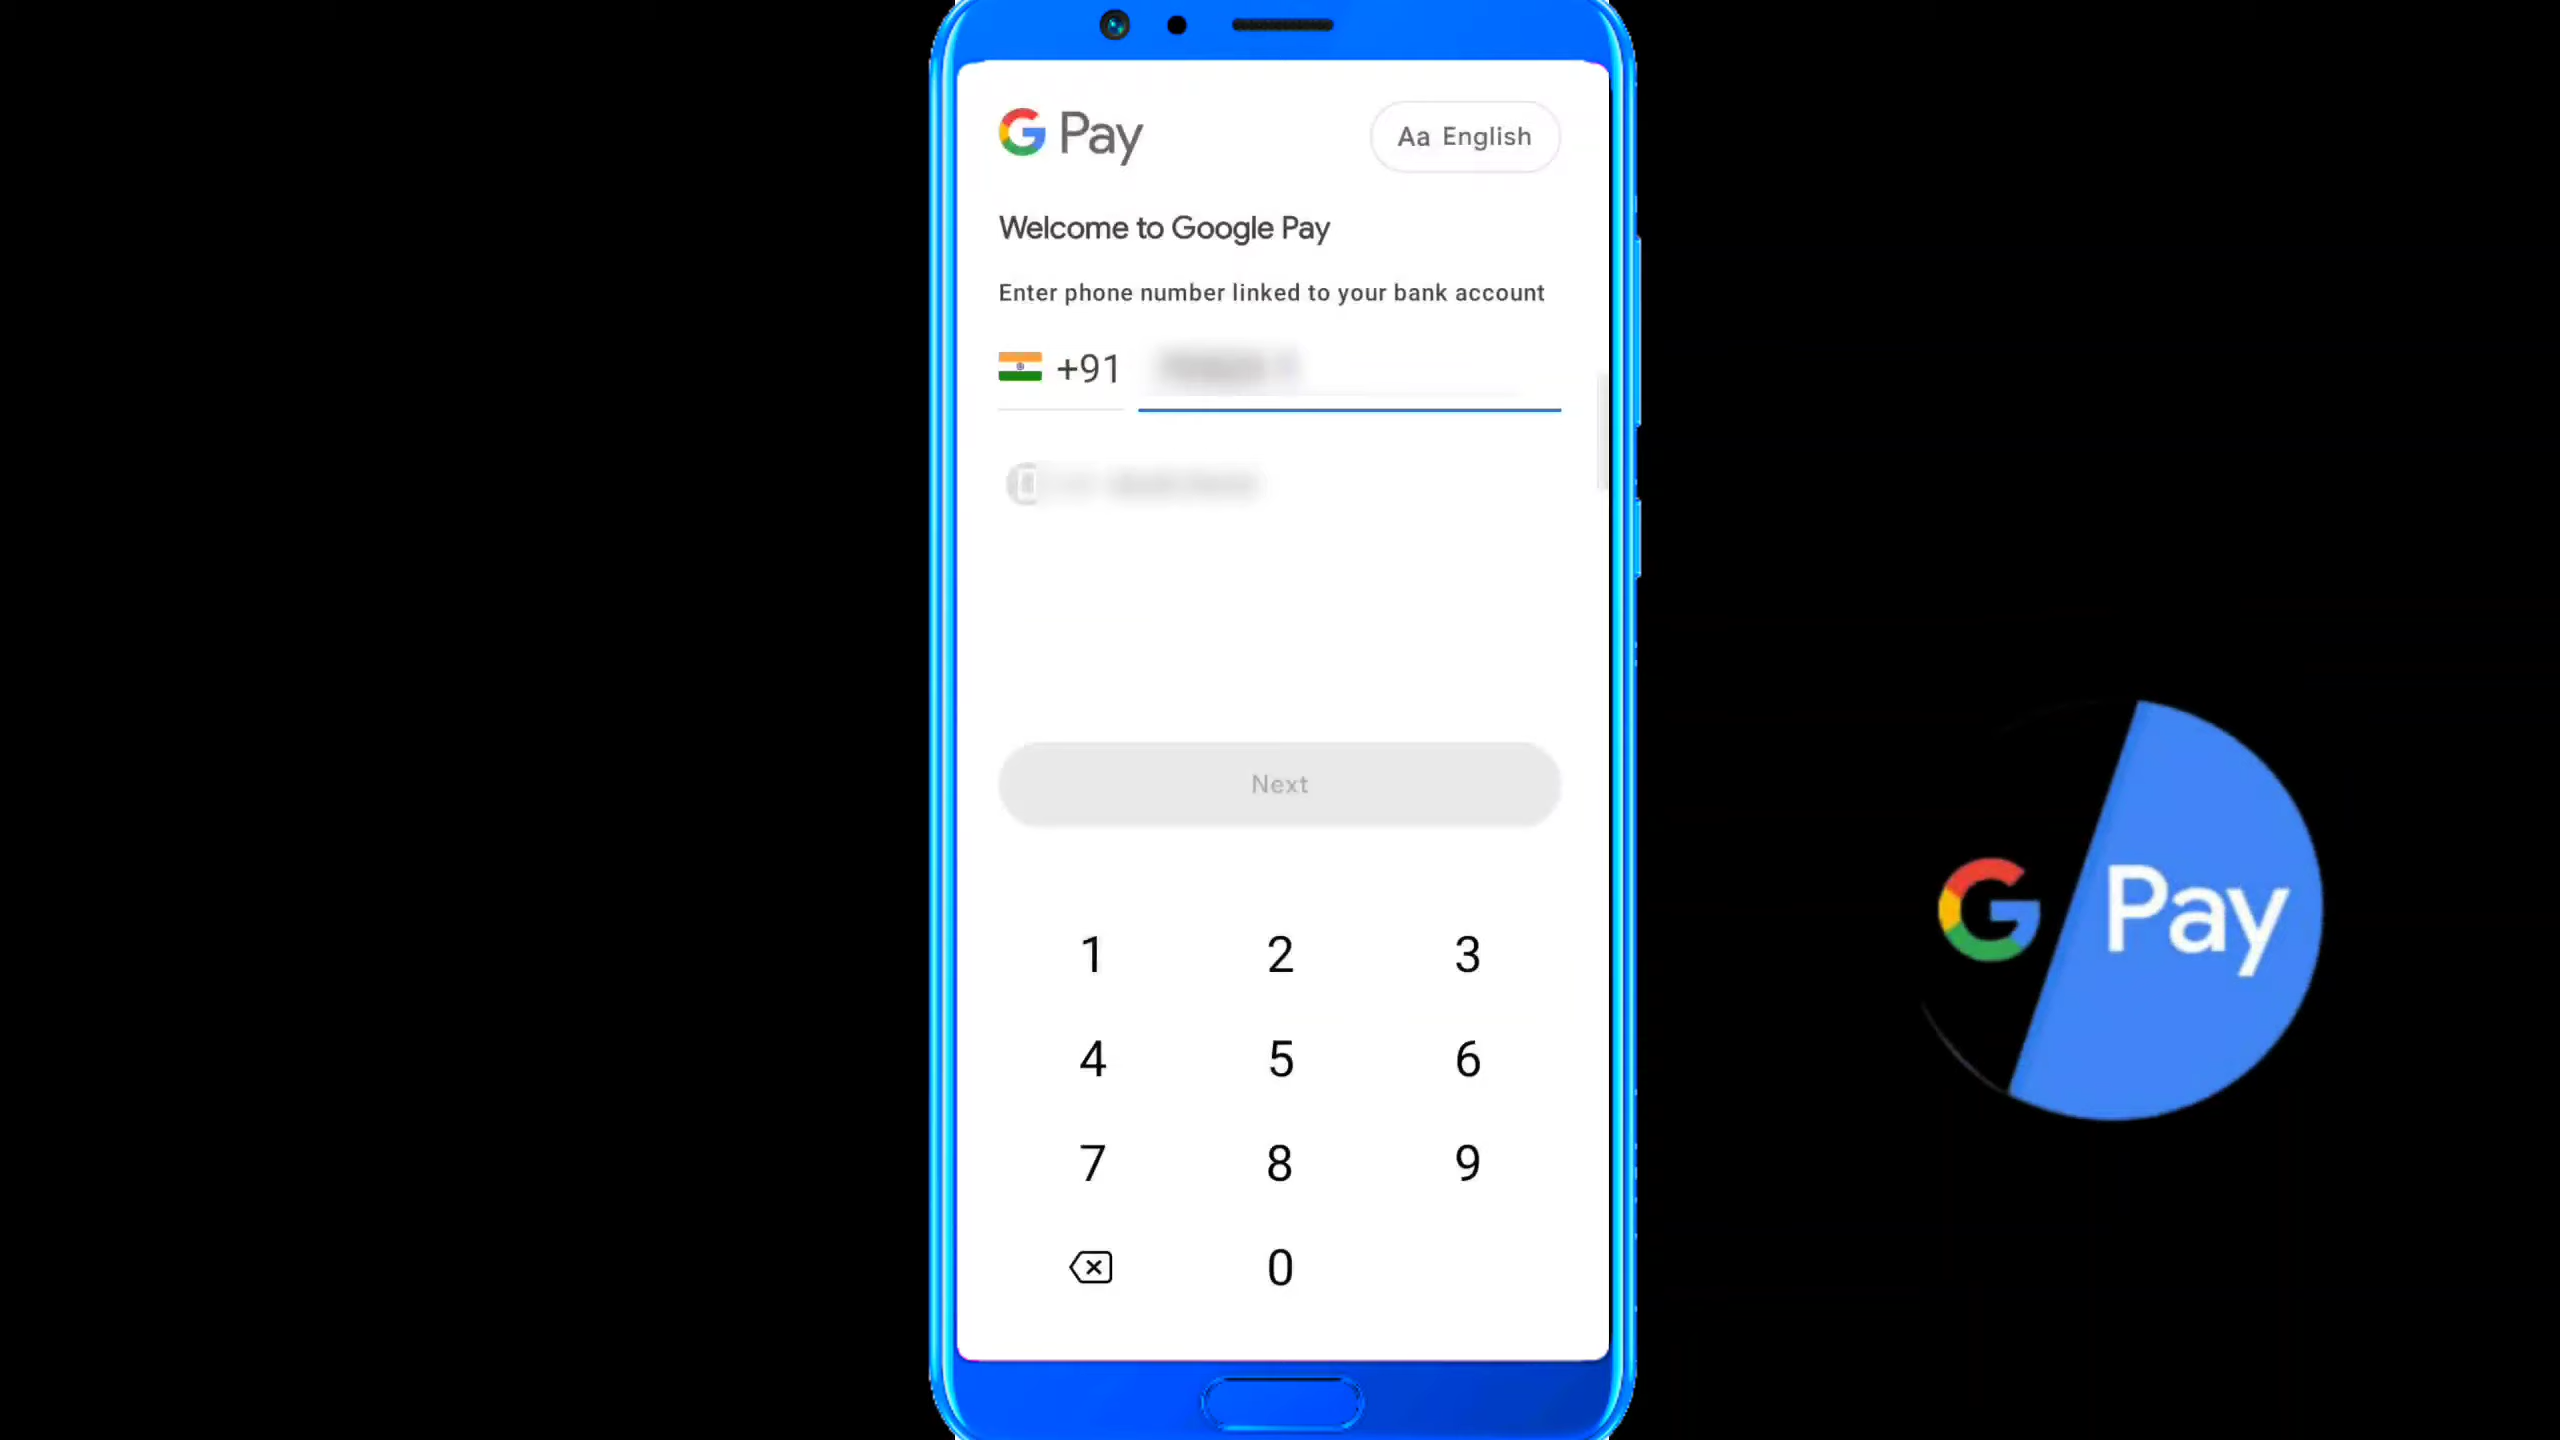 G Pay
Aa English
Welcome to Google Pay
Enter phone number linked to your bank account
+91
Next
1 2 3
4 5 6
7 8 9
0
G Pay